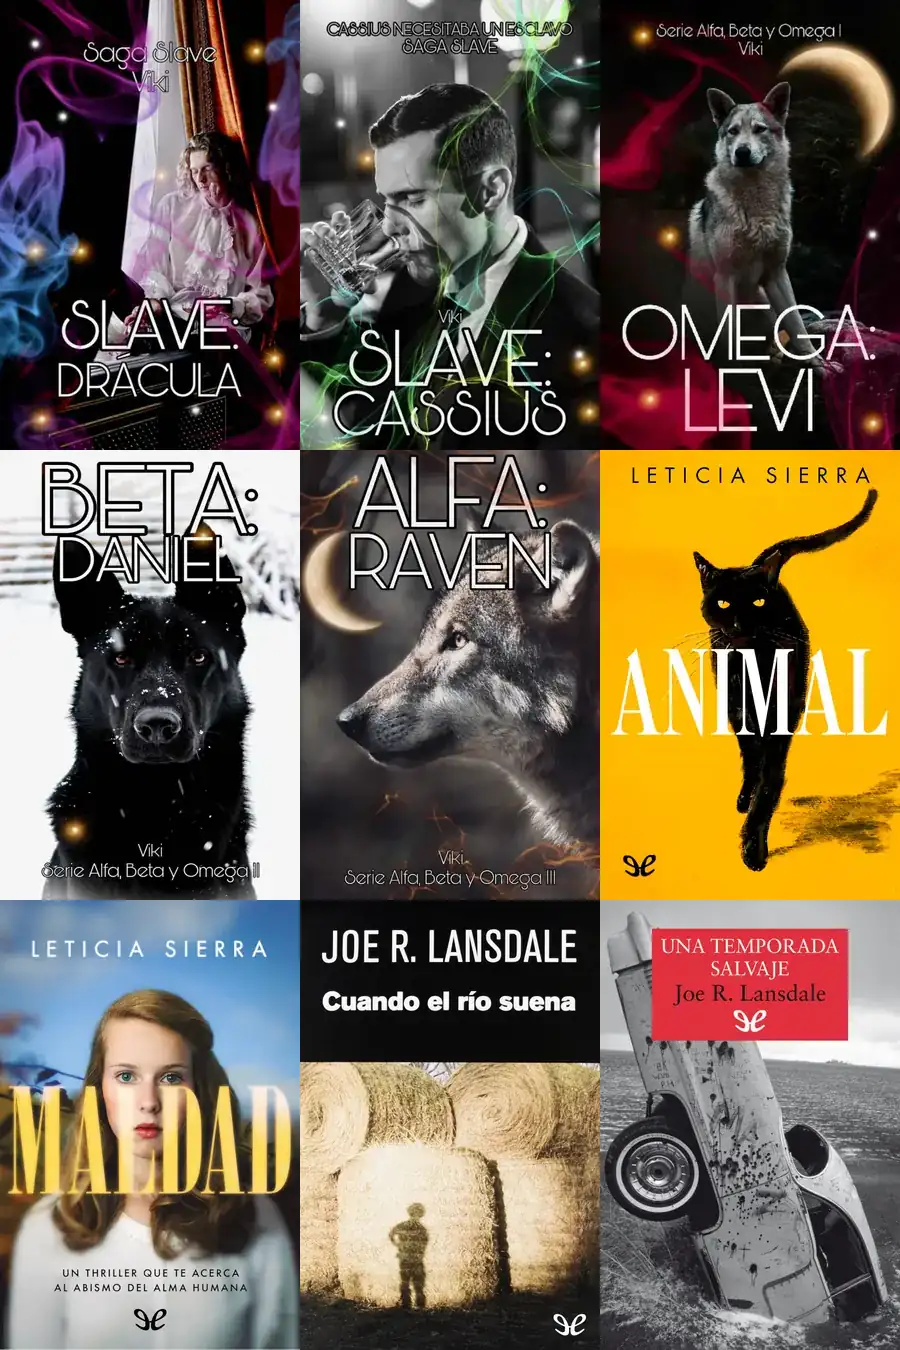 Saga Slave
Viki
SLAVE:
DRÁCULA
CASSIUS NECESITABA UN ESCLAVO
SAGA SLAVE
Viki
SLAVE:
CASSIUS
Serie Alfa, Beta y Omega I
Viki
OMEGA:
LEVI
BETA:
DANIEL
Viki
Serie Alfa, Beta y Omega II
ALFA:
RAVEN
Viki
Serie Alfa, Beta y Omega III
LETICIA SIERRA
ANIMAL
LETICIA SIERRA
MALDAD
UN THRILLER QUE TE ACERCA
AL ABISMO DEL ALMA HUMANA
JOE R. LANSDALE
Cuando el río suena
UNA TEMPORADA
SALVAJE
Joe R. Lansdale